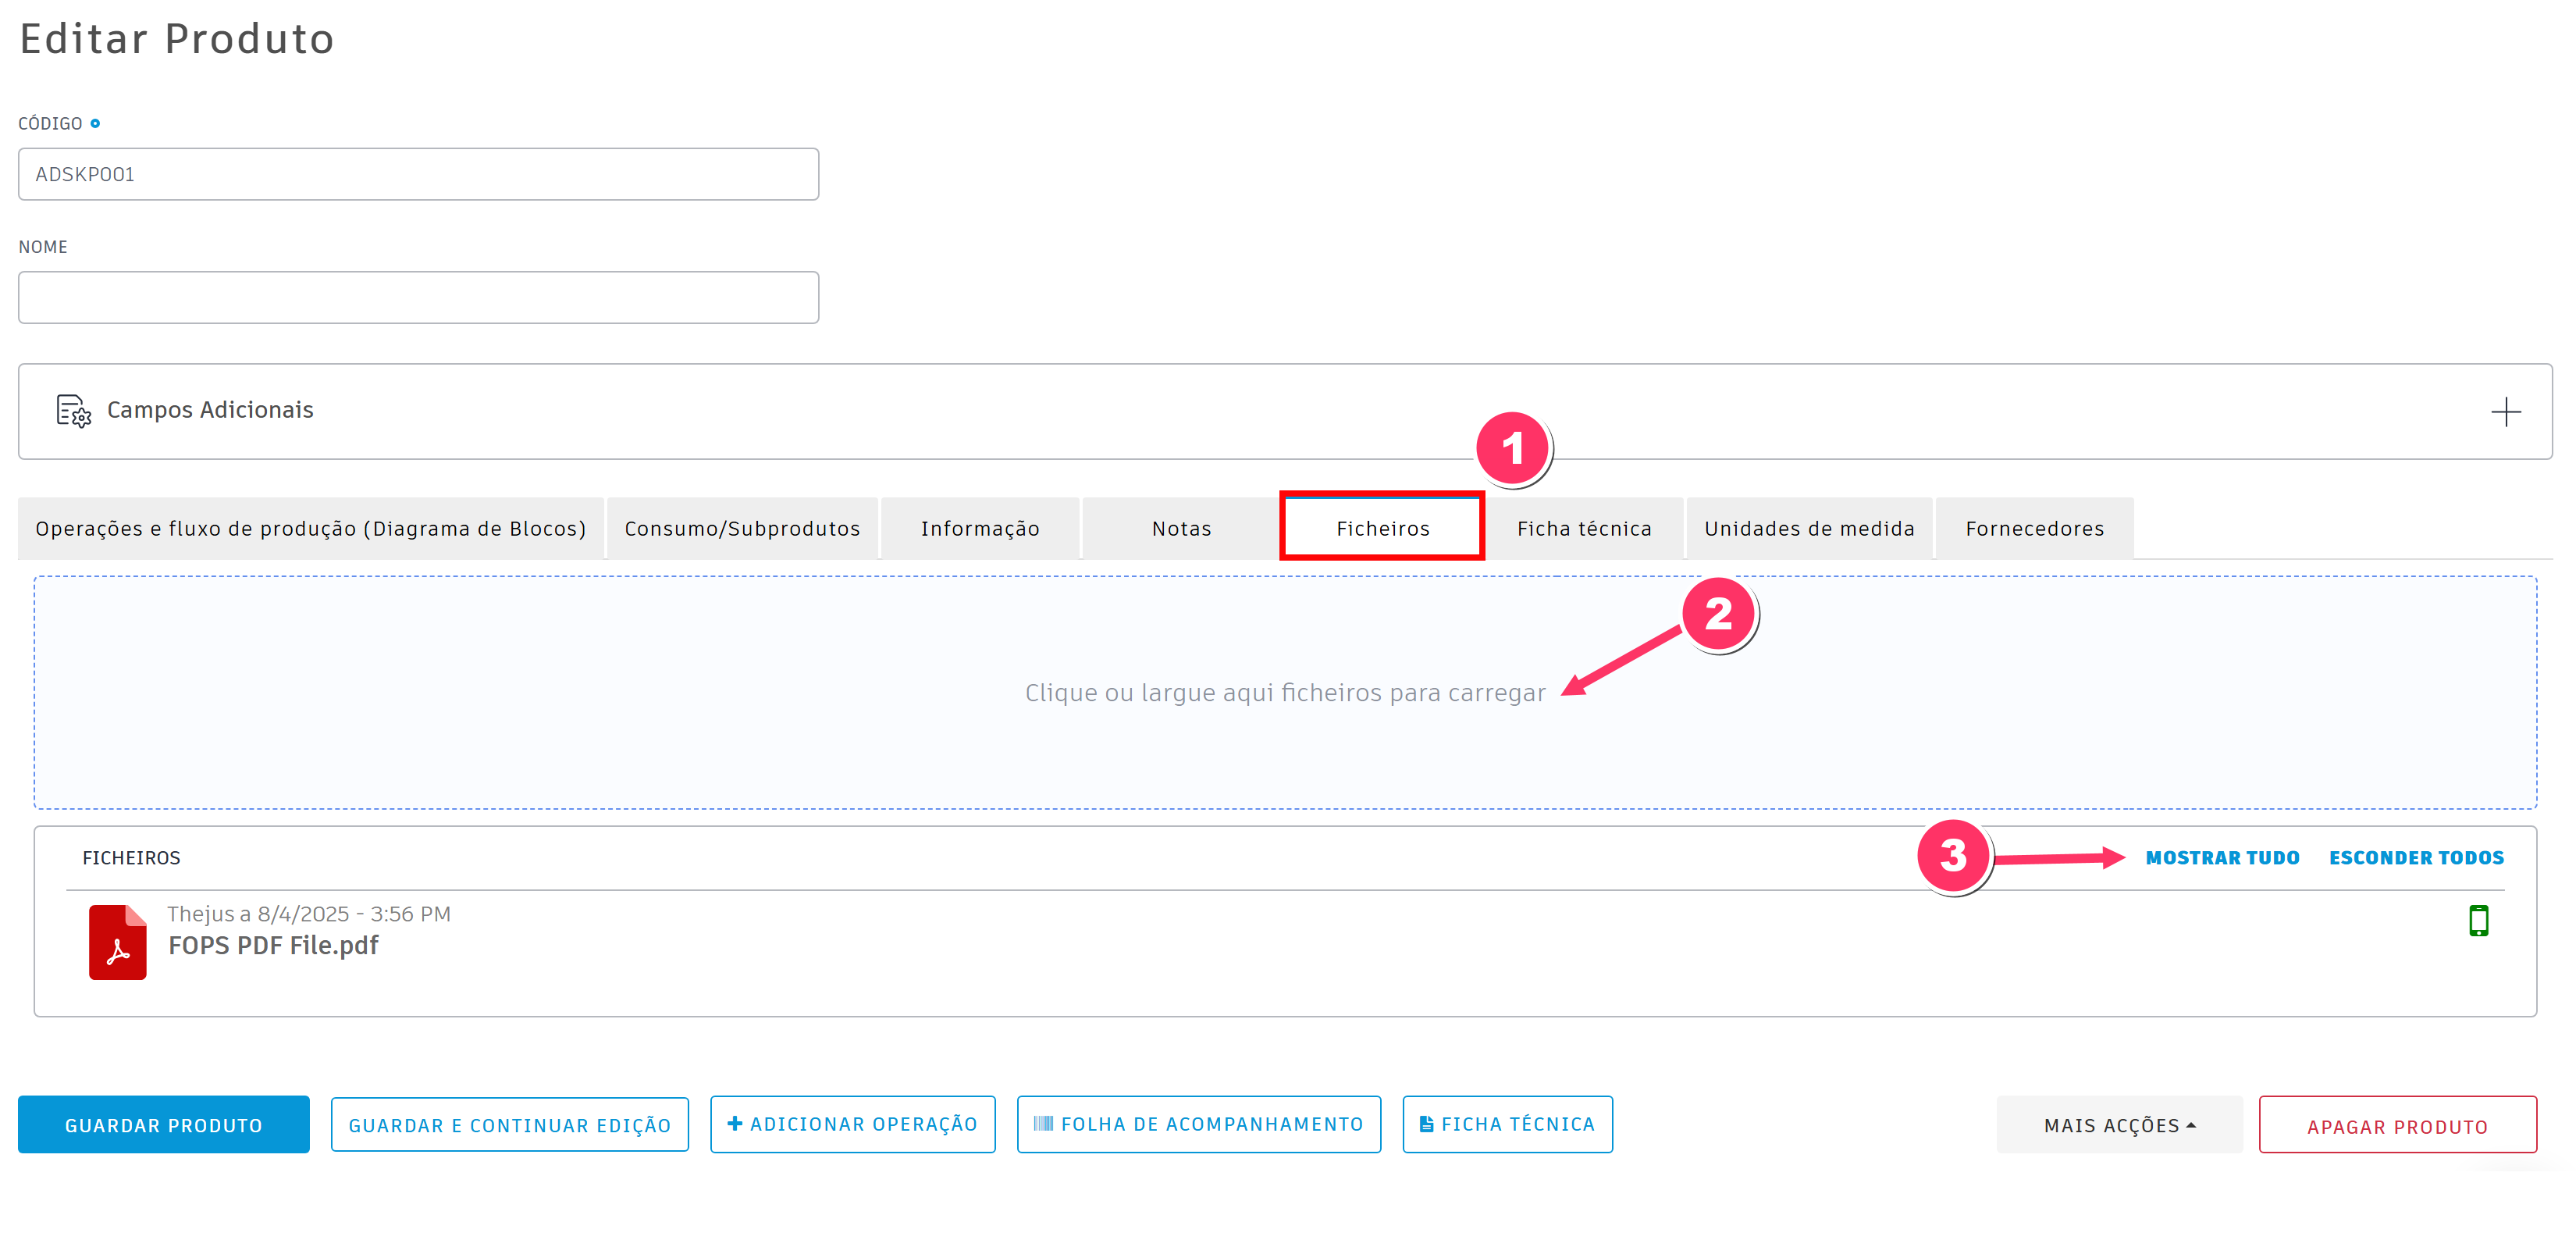 Editar Produto
CÓDIGO
ADSKP001
NOME
Campos Adicionais
1
Operações e fluxo de produção (Diagrama de Blocos) Consumo/Subprodutos Informação Notas Ficheiros Ficha técnica Unidades de medida Fornecedores
2
Clique ou largue aqui ficheiros para carregar
FICHEIROS 3 MOSTRAR TUDO ESCONDER TODOS
Thejus a 8/4/2025 - 3:56 PM
FOPS PDF File.pdf
GUARDAR PRODUTO GUARDAR E CONTINUAR EDIÇÃO ADICIONAR OPERAÇÃO FOLHA DE ACOMPANHAMENTO FICHA TÉCNICA MAIS ACÇÕES APAGAR PRODUTO